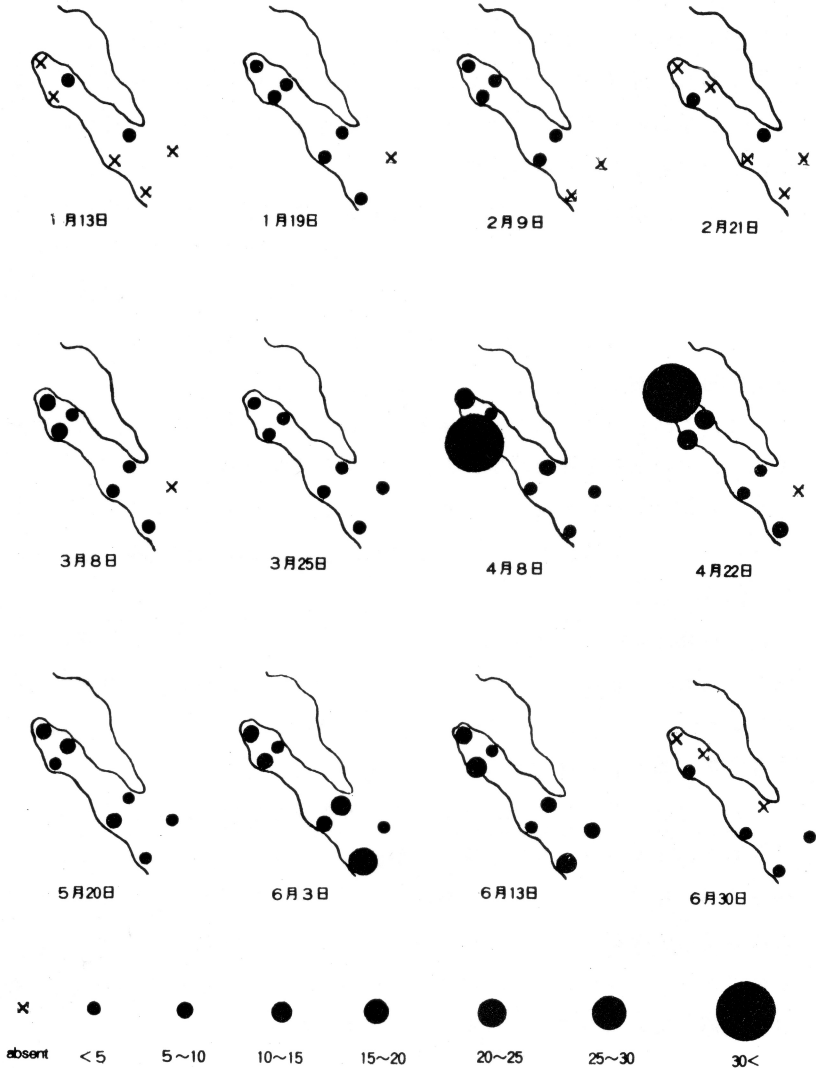 1月13日
1月19日
2月9日
2月21日
3月8日
3月25日
4月8日
4月22日
5月20日
6月3日
6月13日
6月30日
absent <5 5~10 10~15 15~20 20~25 25~30 30<